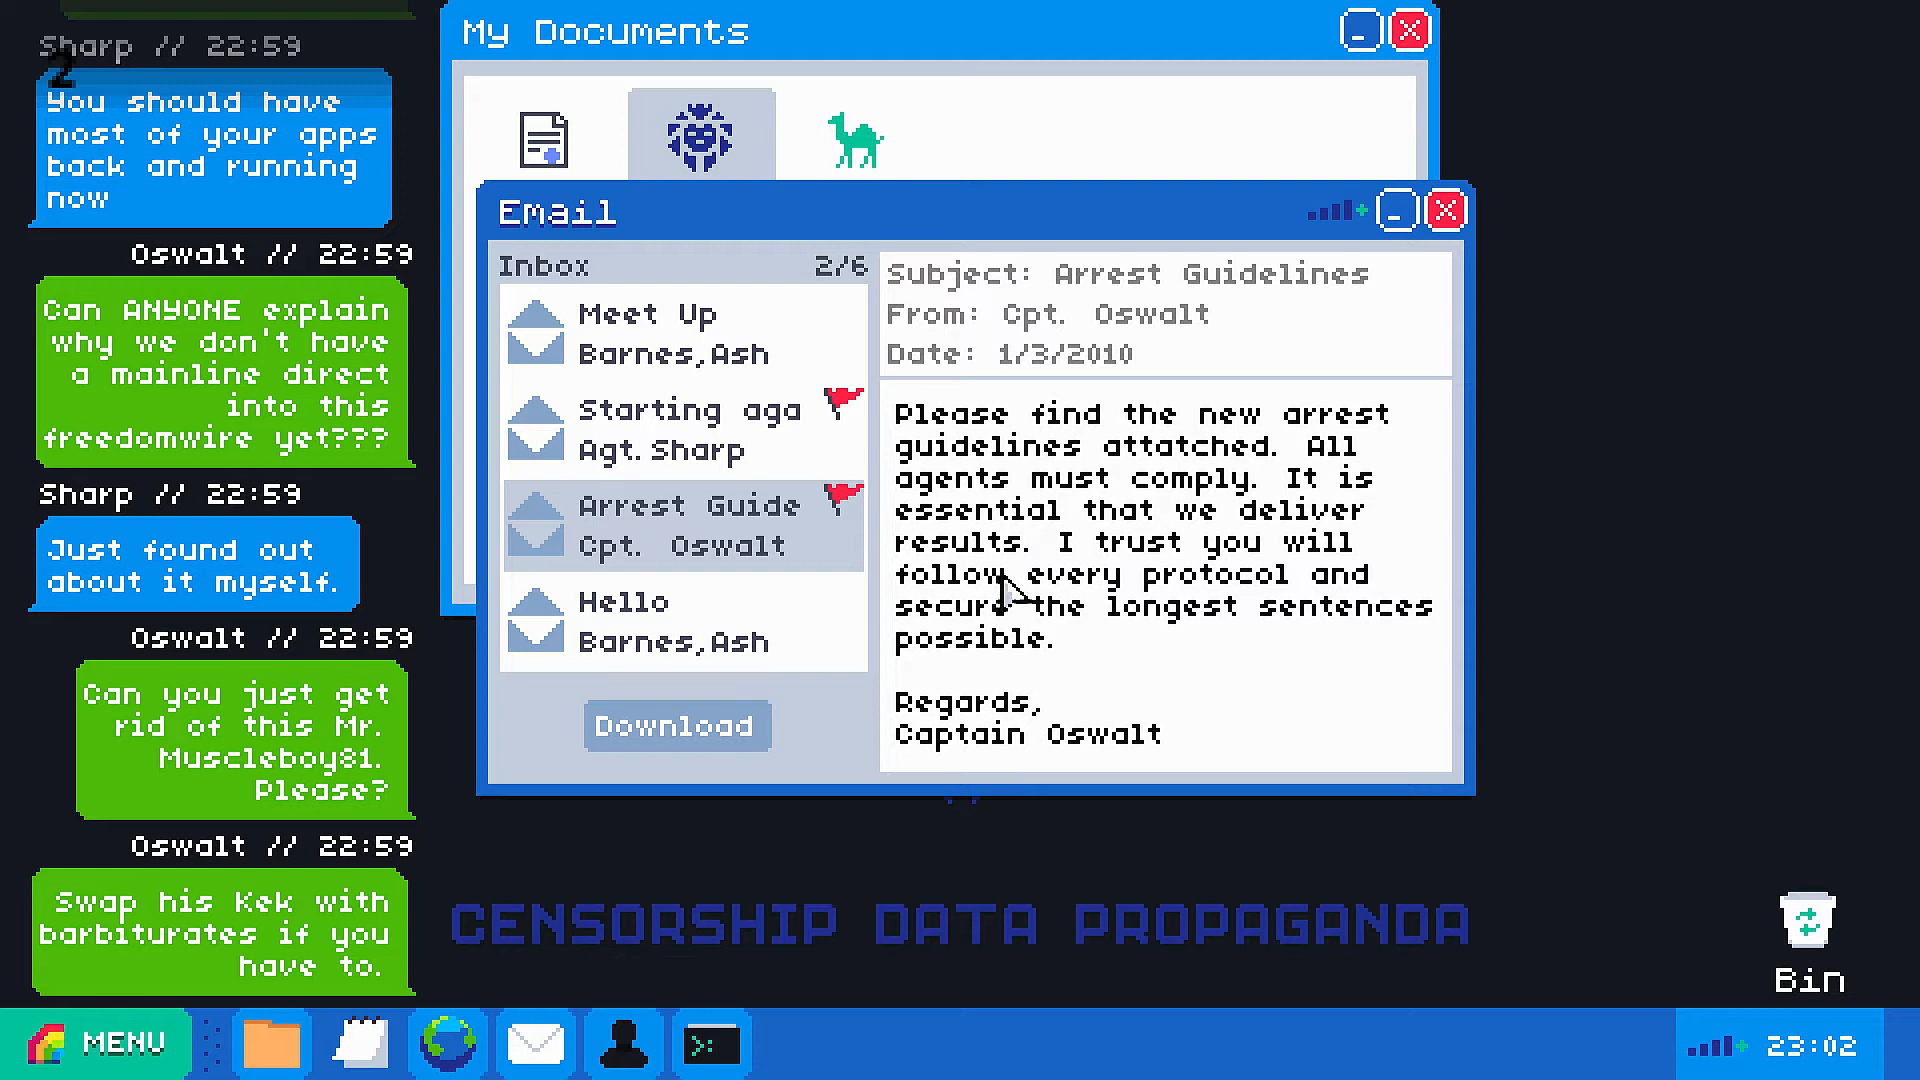 Sharp // 22:59
2
You should have
most of your apps
back and running
now
Oswalt // 22:59
Can ANYONE explain
why we don't have
a mainline direct
into this
freedomwire yet???
Sharp // 22:59
Just found out
about it myself.
Oswalt // 22:59
Can you just get
rid of this Mr.
Muscleboy81.
Please?
Oswalt // 22:59
Swap his Kek with
barbiturates if you
have to.
My Documents
Email
Inbox 2/6
Meet Up
Barnes,Ash
Starting aga
Agt.Sharp
Arrest Guide
Cpt. Oswalt
Hello
Barnes,Ash
Download
Subject: Arrest Guidelines
From: Cpt. Oswalt
Date: 1/3/2010
Please find the new arrest
guidelines attatched. All
agents must comply. It is
essential that we deliver
results. I trust you will
follow every protocol and
secure the longest sentences
possible.
Regards,
Captain Oswalt
CENSORSHIP DATA PROPAGANDA
Bin
MENU
23:02